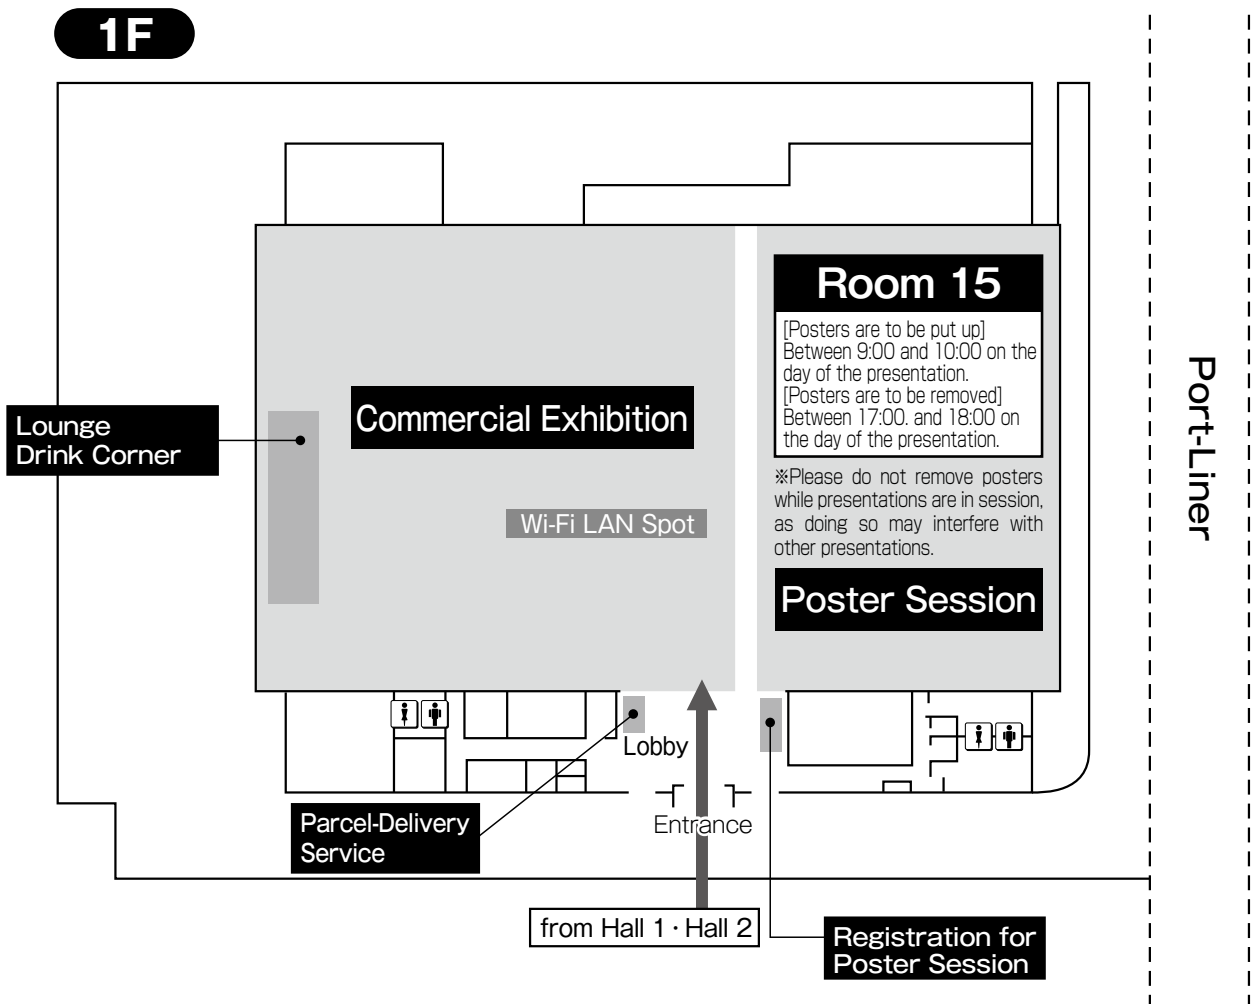 1F
Room 15
[Posters are to be put up]
Between 9:00 and 10:00 on the
day of the presentation.
[Posters are to be removed]
Between 17:00. and 18:00 on
the day of the presentation.
※Please do not remove posters
while presentations are in session,
as doing so may interfere with
other presentations.
Poster Session
Commercial Exhibition
Wi-Fi LAN Spot
Lounge
Drink Corner
Port-Liner
Lobby
Entrance
Parcel-Delivery
Service
from Hall 1・Hall 2
Registration for
Poster Session